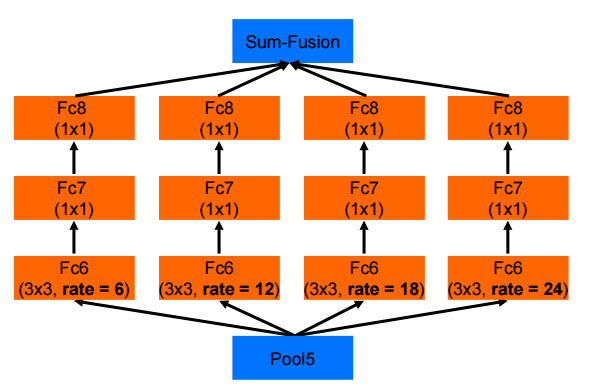 Sum-Fusion
Fc8
(1x1)
Fc8
(1x1)
Fc8
(1x1)
Fc8
(1x1)
Fc7
(1x1)
Fc7
(1x1)
Fc7
(1x1)
Fc7
(1x1)
Fc6
(3x3, rate = 6)
Fc6
(3x3, rate = 12)
Fc6
(3x3, rate = 18)
Fc6
(3x3, rate = 24)
Pool5